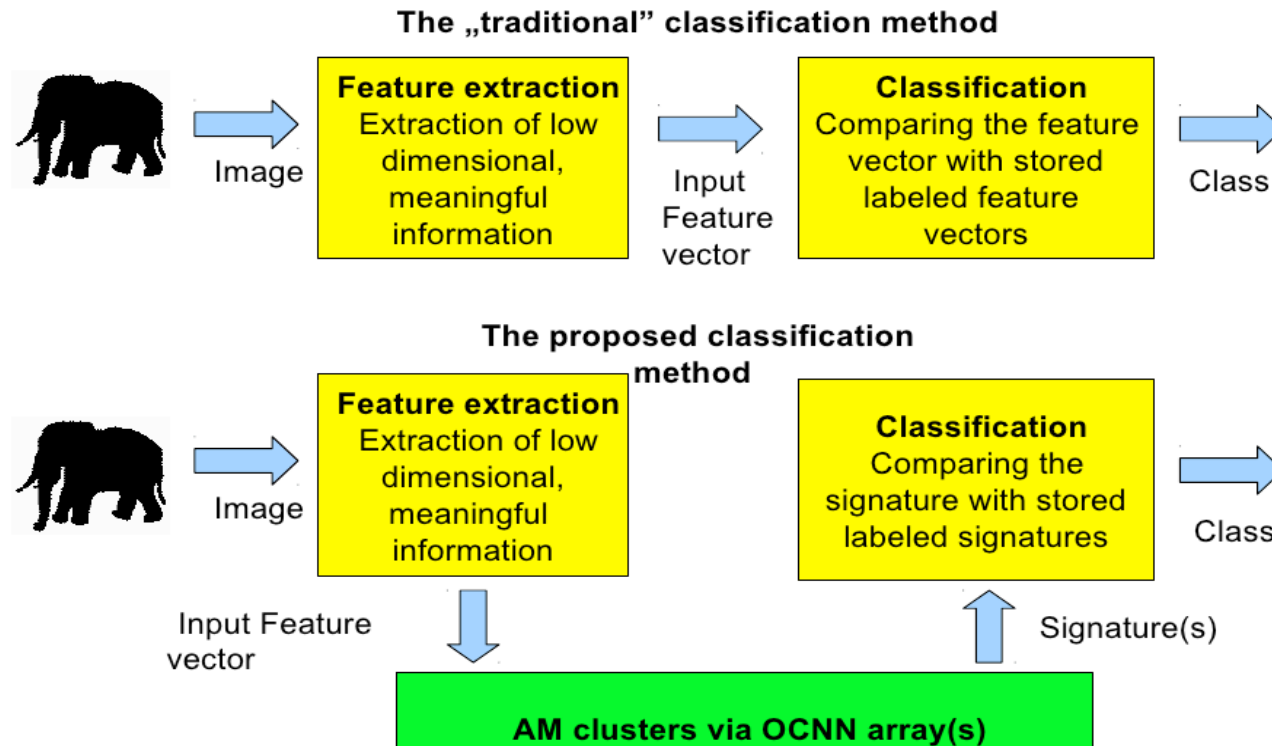 The „traditional” classification method
Feature extraction
Extraction of low
dimensional,
meaningful
information
Image
Input
Feature
vector
Classification
Comparing the feature
vector with stored
labeled feature
vectors
Class
The proposed classification
method
Feature extraction
Extraction of low
dimensional,
meaningful
information
Image
Input Feature
vector
AM clusters via OCNN array(s)
Signature(s)
Classification
Comparing the
signature with stored
labeled signatures
Class